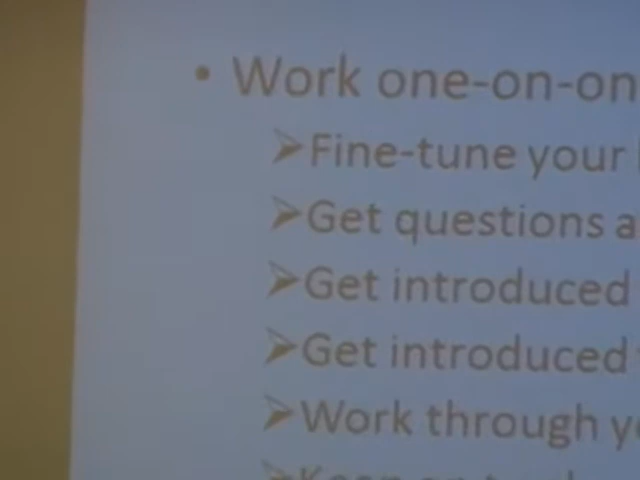 • Work one-on-on
➢Fine-tune your
➢Get questions a
➢Get introduced
➢Get introduced
➢Work through y